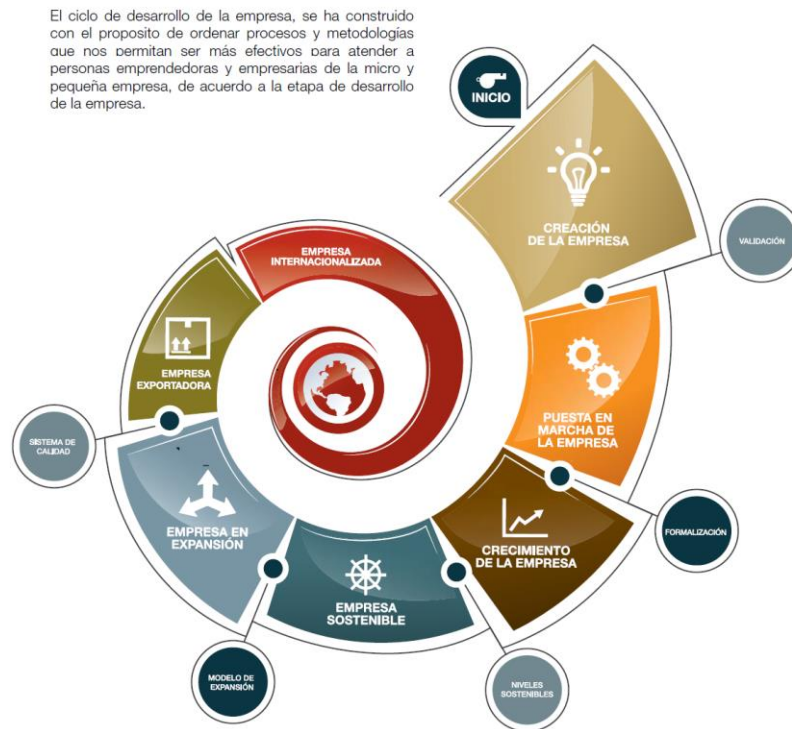 El ciclo de desarrollo de la empresa, se ha construido
con el proposito de ordenar procesos y metodologías
que nos permitan ser más efectivos para atender a
personas emprendedoras y empresarias de la micro y
pequeña empresa, de acuerdo a la etapa de desarrollo
de la empresa.
INICIO
CREACIÓN
DE LA EMPRESA
VALIDACIÓN
PUESTA EN
MARCHA DE
LA EMPRESA
FORMALIZACIÓN
CRECIMIENTO
DE LA EMPRESA
NIVELES
SOSTENIBLES
EMPRESA
SOSTENIBLE
MODELO DE
EXPANSIÓN
EMPRESA EN
EXPANSIÓN
SISTEMA DE
CALIDAD
EMPRESA
EXPORTADORA
EMPRESA
INTERNACIONALIZADA